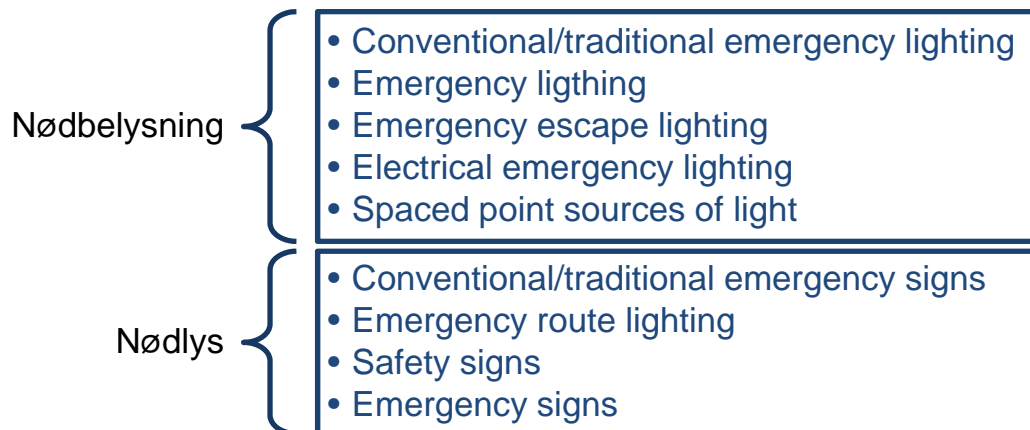 Nødbelysning
• Conventional/traditional emergency lighting
• Emergency ligthing
• Emergency escape lighting
• Electrical emergency lighting
• Spaced point sources of light
Nødlys
• Conventional/traditional emergency signs
• Emergency route lighting
• Safety signs
• Emergency signs